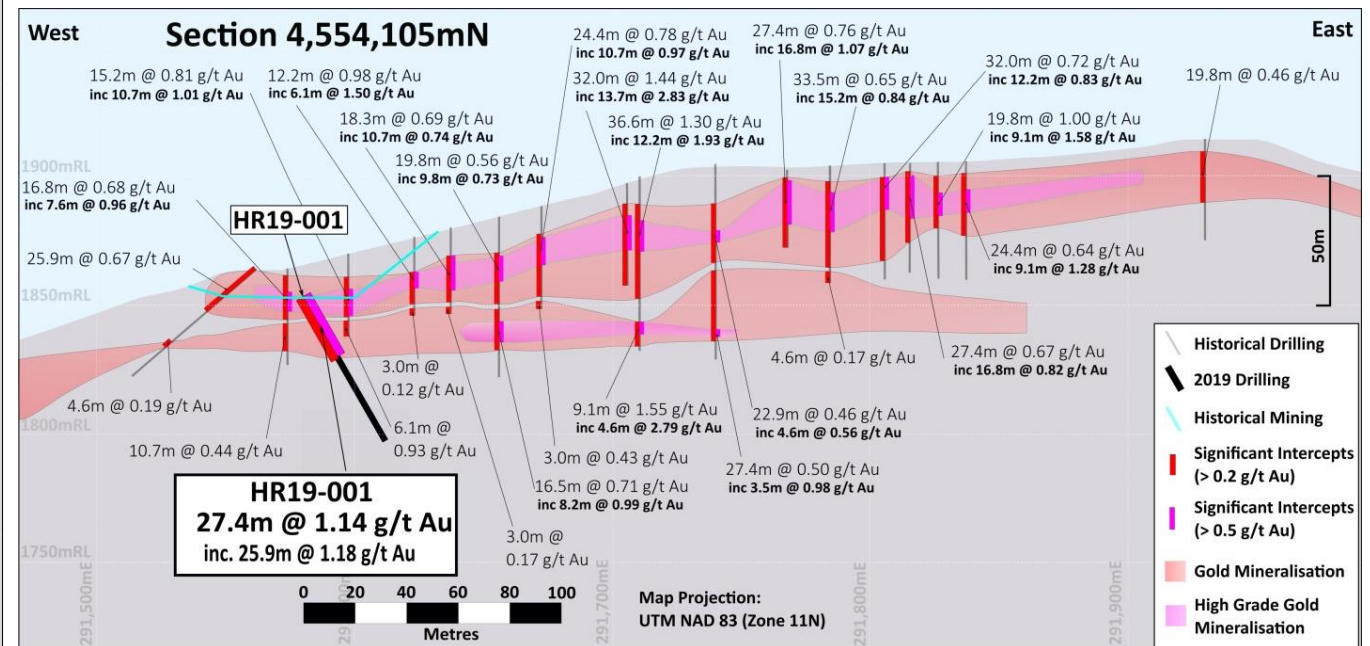 West
Section 4,554,105mN
East
15.2m @ 0.81 g/t Au
inc 10.7m @ 1.01 g/t Au
12.2m @ 0.98 g/t Au
inc 6.1m @ 1.50 g/t Au
18.3m @ 0.69 g/t Au
inc 10.7m @ 0.74 g/t Au
19.8m @ 0.56 g/t Au
inc 9.8m @ 0.73 g/t Au
24.4m @ 0.78 g/t Au
inc 10.7m @ 0.97 g/t Au
32.0m @ 1.44 g/t Au
inc 13.7m @ 2.83 g/t Au
36.6m @ 1.30 g/t Au
inc 12.2m @ 1.93 g/t Au
27.4m @ 0.76 g/t Au
inc 16.8m @ 1.07 g/t Au
33.5m @ 0.65 g/t Au
inc 15.2m @ 0.84 g/t Au
32.0m @ 0.72 g/t Au
inc 12.2m @ 0.83 g/t Au
19.8m @ 1.00 g/t Au
inc 9.1m @ 1.58 g/t Au
19.8m @ 0.46 g/t Au
1900mRL
16.8m @ 0.68 g/t Au
inc 7.6m @ 0.96 g/t Au
HR19-001
25.9m @ 0.67 g/t Au
1850mRL
24.4m @ 0.64 g/t Au
inc 9.1m @ 1.28 g/t Au
50m
4.6m @ 0.19 g/t Au
10.7m @ 0.44 g/t Au
3.0m @
0.12 g/t Au
6.1m @
0.93 g/t Au
1800mRL
9.1m @ 1.55 g/t Au
inc 4.6m @ 2.79 g/t Au
3.0m @ 0.43 g/t Au
16.5m @ 0.71 g/t Au
inc 8.2m @ 0.99 g/t Au
3.0m @
0.17 g/t Au
4.6m @ 0.17 g/t Au
27.4m @ 0.67 g/t Au
inc 16.8m @ 0.82 g/t Au
22.9m @ 0.46 g/t Au
inc 4.6m @ 0.56 g/t Au
27.4m @ 0.50 g/t Au
inc 3.5m @ 0.98 g/t Au
HR19-001
27.4m @ 1.14 g/t Au
inc. 25.9m @ 1.18 g/t Au
1750mRL
291,500mE
291,700mE
291,800mE
291,900mE
0 20 40 60 80 100
Metres
Map Projection:
UTM NAD 83 (Zone 11N)
Historical Drilling
2019 Drilling
Historical Mining
Significant Intercepts
(> 0.2 g/t Au)
Significant Intercepts
(> 0.5 g/t Au)
Gold Mineralisation
High Grade Gold
Mineralisation